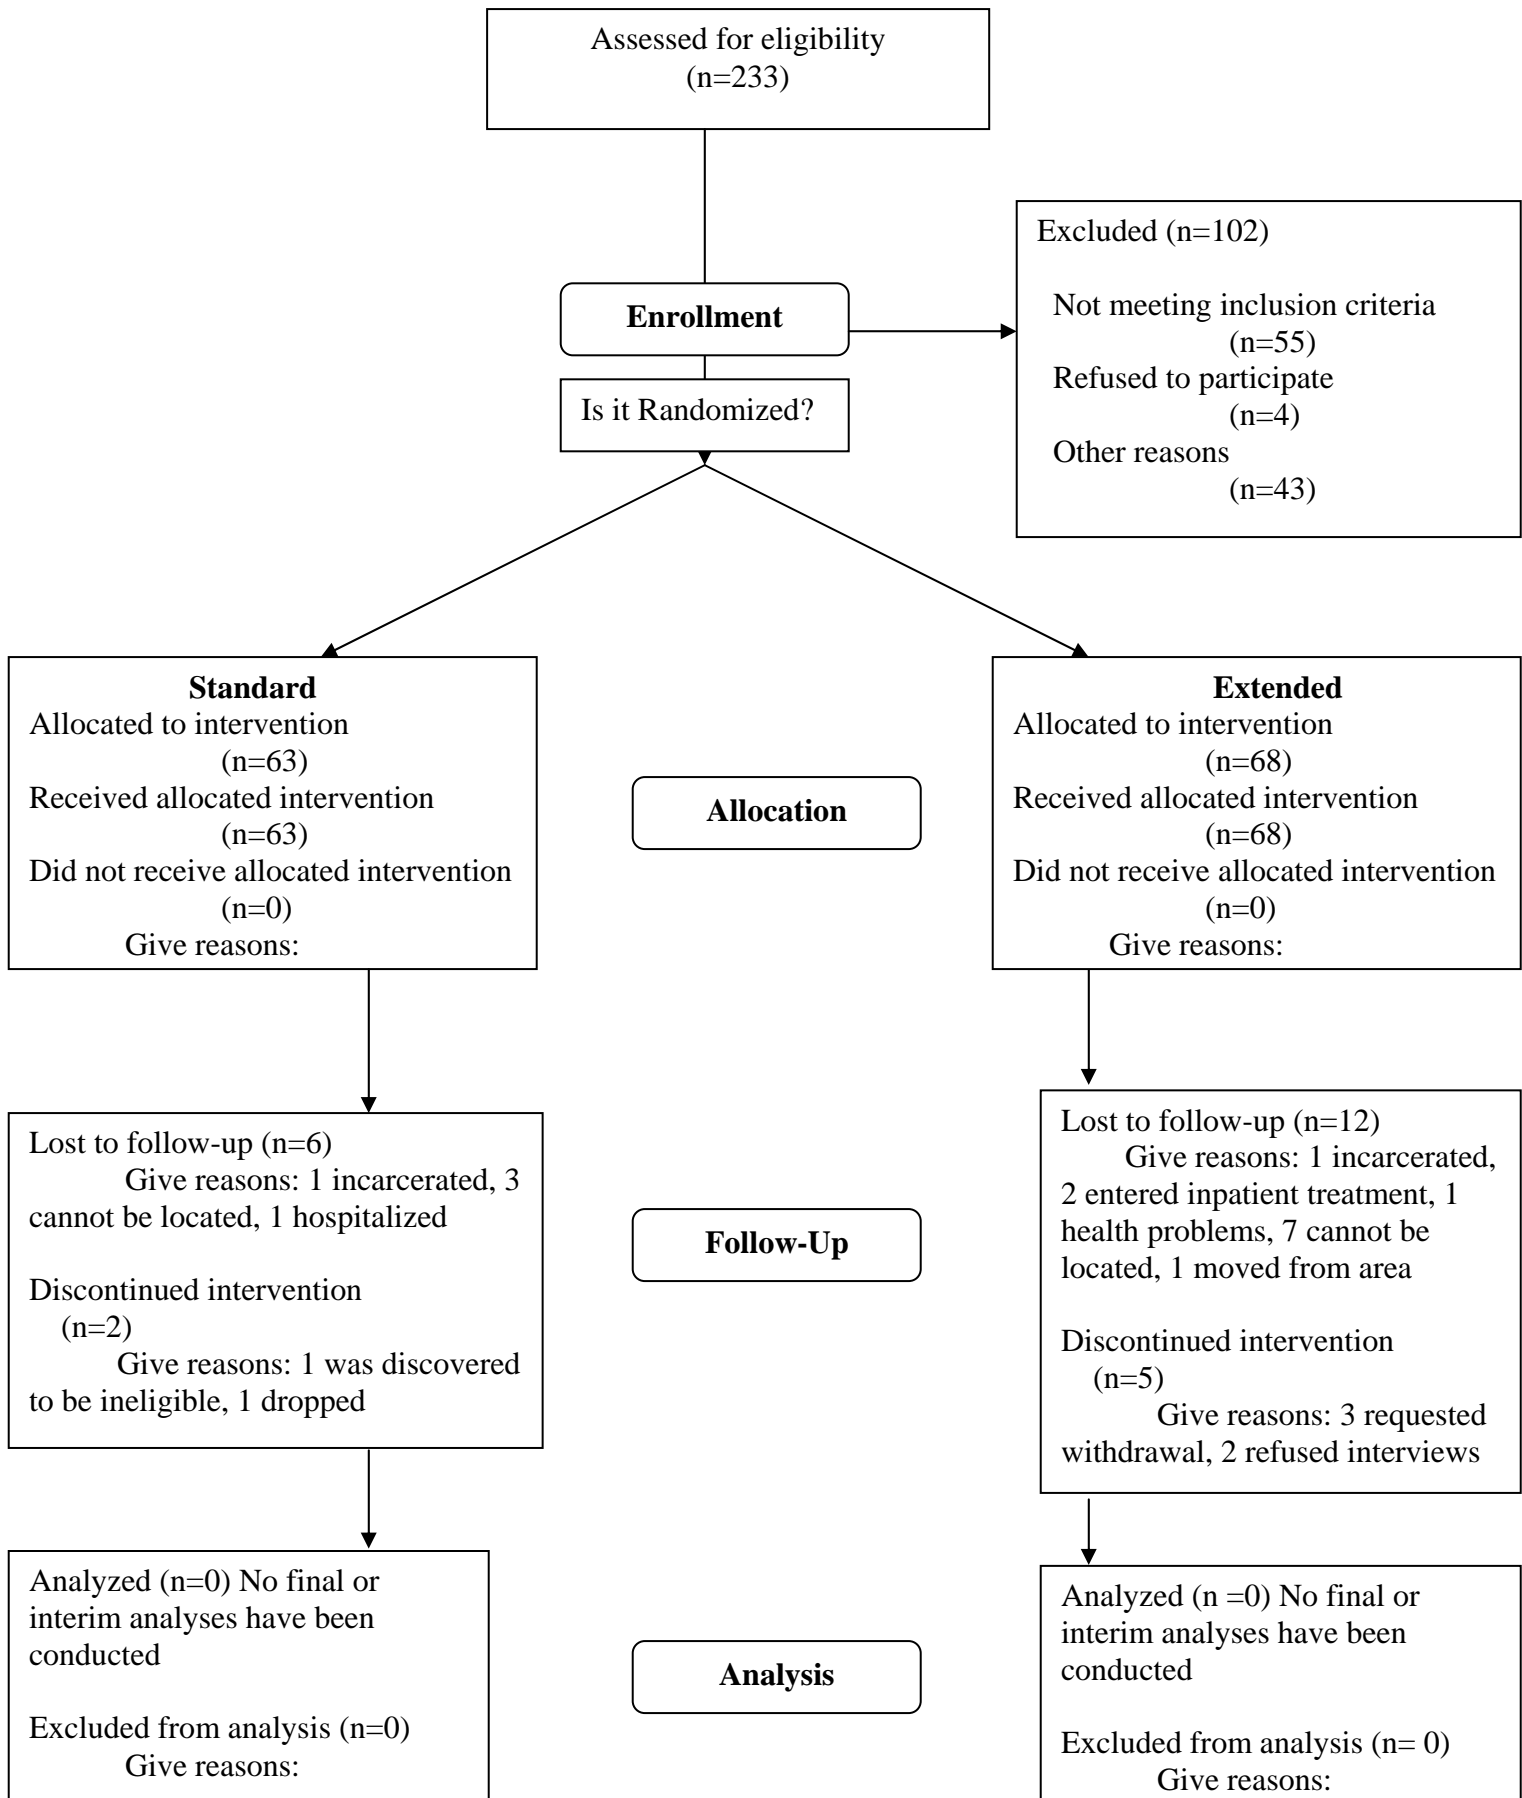 Assessed for eligibility
(n=233)
Excluded (n=102)
Not meeting inclusion criteria
(n=55)
Refused to participate
(n=4)
Other reasons
(n=43)
Enrollment
Is it Randomized?
Standard
Allocated to intervention
(n=63)
Received allocated intervention
(n=63)
Did not receive allocated intervention
(n=0)
Give reasons:
Allocation
Extended
Allocated to intervention
(n=68)
Received allocated intervention
(n=68)
Did not receive allocated intervention
(n=0)
Give reasons:
Lost to follow-up (n=6)
Give reasons: 1 incarcerated, 3
cannot be located, 1 hospitalized
Discontinued intervention
(n=2)
Give reasons: 1 was discovered
to be ineligible, 1 dropped
Follow-Up
Lost to follow-up (n=12)
Give reasons: 1 incarcerated,
2 entered inpatient treatment, 1
health problems, 7 cannot be
located, 1 moved from area
Discontinued intervention
(n=5)
Give reasons: 3 requested
withdrawal, 2 refused interviews
Analyzed (n=0) No final or
interim analyses have been
conducted
Excluded from analysis (n=0)
Give reasons:
Analysis
Analyzed (n =0) No final or
interim analyses have been
conducted
Excluded from analysis (n= 0)
Give reasons: